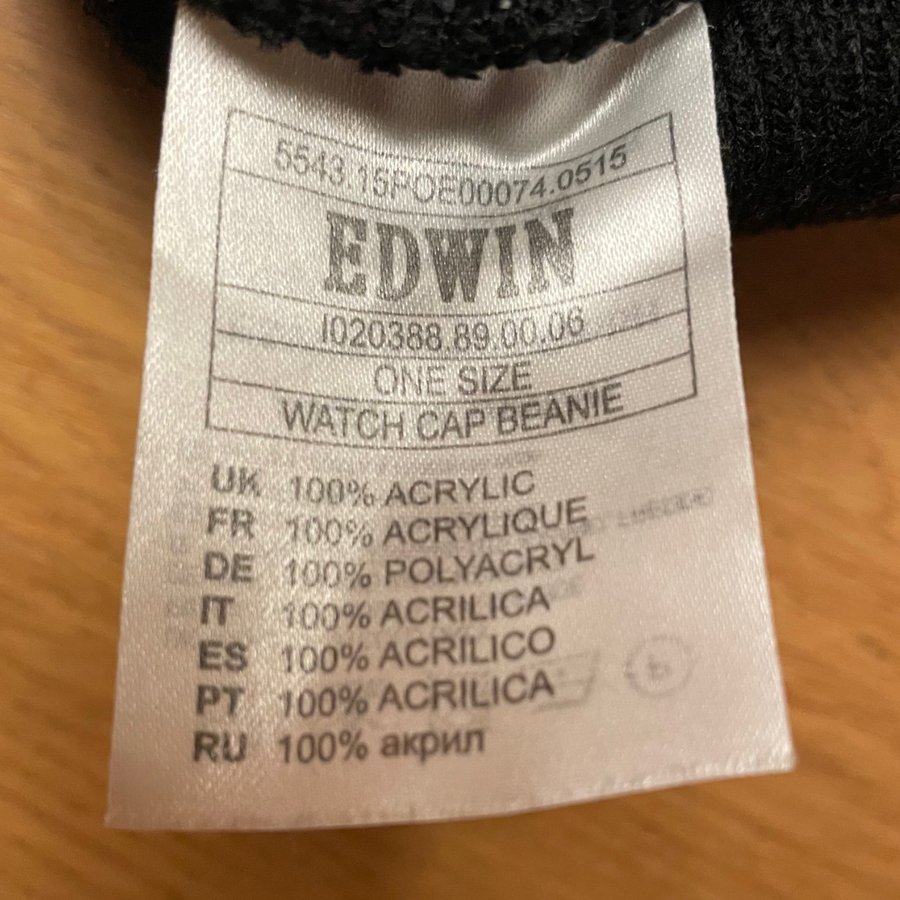 5543.15POE00074.0515
EDWIN
I020388.89.00.06
ONE SIZE
WATCH CAP BEANIE
UK 100% ACRYLIC
FR 100% ACRYLIQUE
DE 100% POLYACRYL
IT 100% ACRILICA
ES 100% ACRILICO
PT 100% ACRILICA
RU 100% акрил